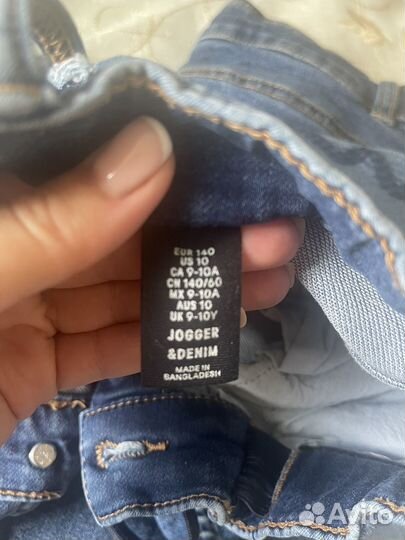 EUR 140
US 10
CA 9-10A
CN 140/60
MX 9-10A
AUS 10
UK 9-10Y
JOGGER
&DENIM
MADE IN
BANGLADESH
Avito